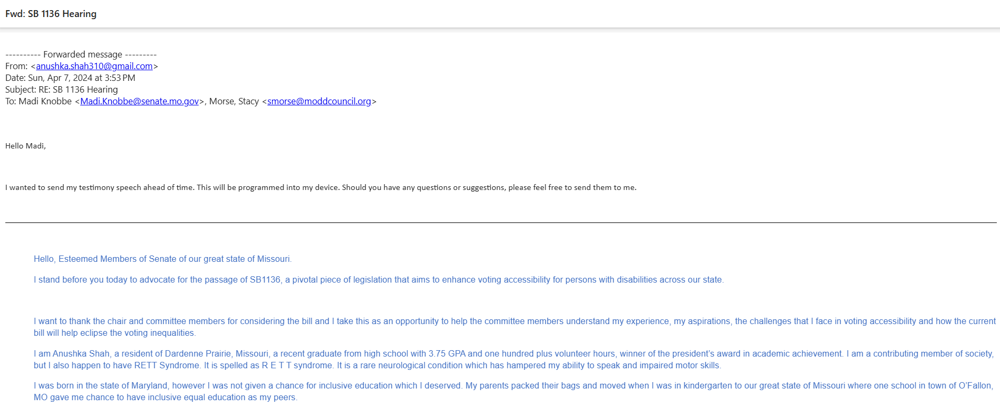 Fwd: SB 1136 Hearing
---------- Forwarded message ---------
From: <anushka.shah310@gmail.com>
Date: Sun, Apr 7, 2024 at 3:53 PM
Subject: RE: SB 1136 Hearing
To: Madi Knobbe <Madi.Knobbe@senate.mo.gov>, Morse, Stacy <smorse@moddcouncil.org>
Hello Madi,
I wanted to send my testimony speech ahead of time. This will be programmed into my device. Should you have any questions or suggestions, please feel free to send them to me.
Hello, Esteemed Members of Senate of our great state of Missouri.
I stand before you today to advocate for the passage of SB1136, a pivotal piece of legislation that aims to enhance voting accessibility for persons with disabilities across our state.
I want to thank the chair and committee members for considering the bill and I take this as an opportunity to help the committee members understand my experience, my aspirations, the challenges that I face in voting accessibility and how the current
bill will help eclipse the voting inequalities.
I am Anushka Shah, a resident of Dardenne Prairie, Missouri, a recent graduate from high school with 3.75 GPA and one hundred plus volunteer hours, winner of the president’s award in academic achievement. I am a contributing member of society,
but I also happen to have RETT Syndrome. It is spelled as R E T T syndrome. It is a rare neurological condition which has hampered my ability to speak and impaired motor skills.
I was born in the state of Maryland, however I was not given a chance for inclusive education which I deserved. My parents packed their bags and moved when I was in kindergarten to our great state of Missouri where one school in town of O’Fallon,
MO gave me chance to have inclusive equal education as my peers.